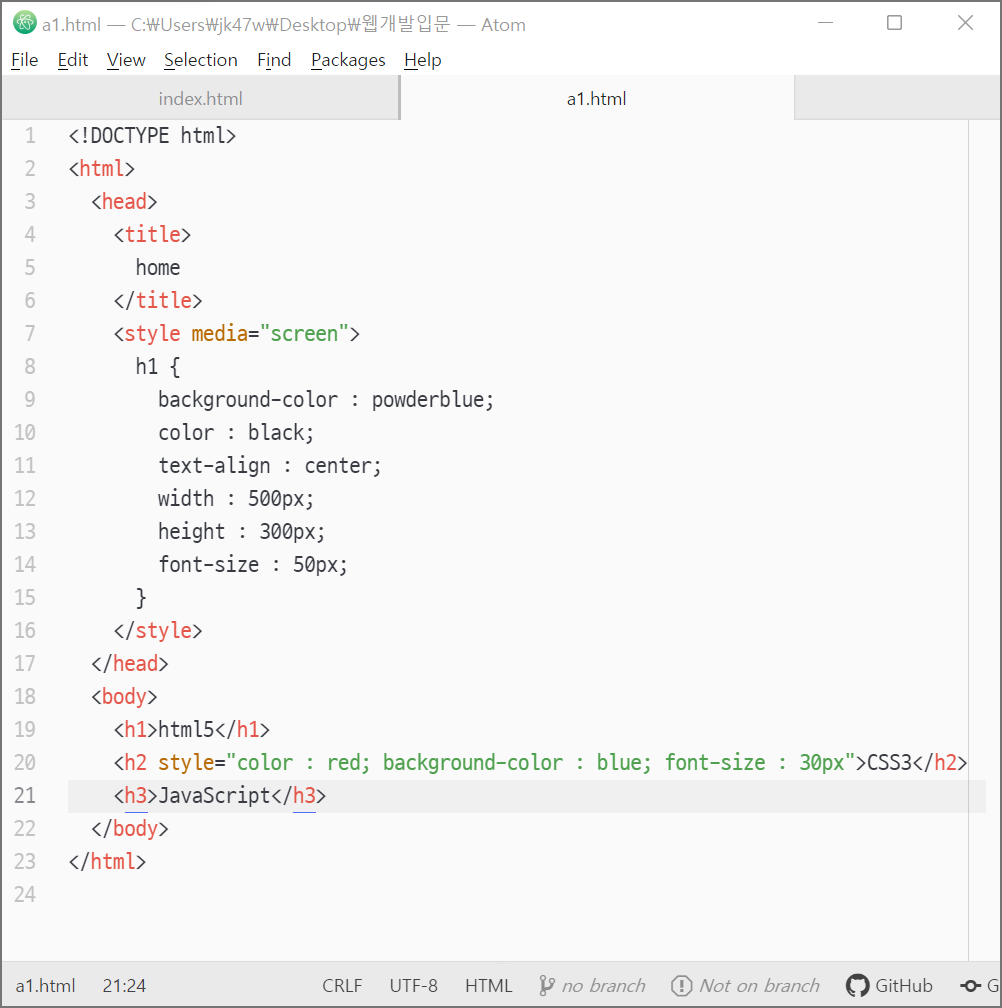 a1.html — C:₩Users₩jk47w₩Desktop₩웹개발입문 — Atom
File Edit View Selection Find Packages Help
index.html a1.html
1 <!DOCTYPE html>
2 <html>
3   <head>
4     <title>
5       home
6     </title>
7     <style media="screen">
8       h1 {
9         background-color : powderblue;
10         color : black;
11         text-align : center;
12         width : 500px;
13         height : 300px;
14         font-size : 50px;
15       }
16     </style>
17   </head>
18   <body>
19     <h1>html5</h1>
20     <h2 style="color : red; background-color : blue; font-size : 30px">CSS3</h2>
21     <h3>JavaScript</h3>
22   </body>
23 </html>
24
a1.html 21:24 CRLF UTF-8 HTML no branch Not on branch GitHub G